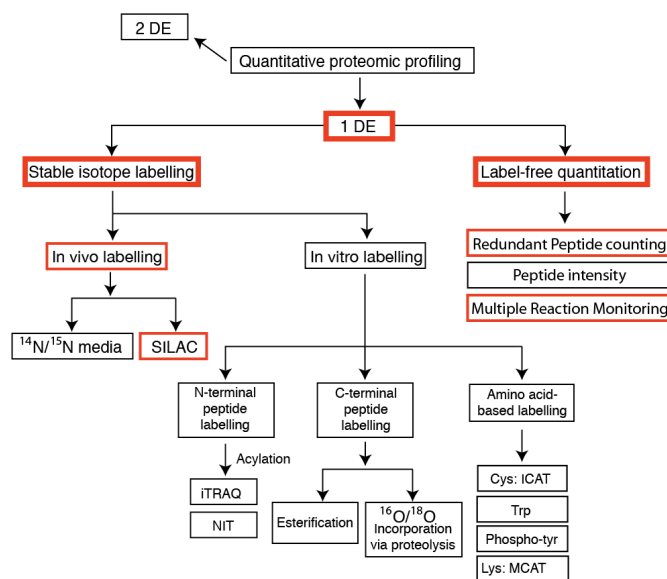 2 DE
Quantitative proteomic profiling
1 DE
Stable isotope labelling
Label-free quantitation
In vivo labelling
In vitro labelling
Redundant Peptide counting
Peptide intensity
Multiple Reaction Monitoring
¹⁴N/¹⁵N media
SILAC
N-terminal
peptide
labelling
C-terminal
peptide
labelling
Amino acid-
based labelling
Acylation
iTRAQ
NIT
Esterification
¹⁶O/¹⁸O
Incorporation
via proteolysis
Cys: ICAT
Trp
Phospho-tyr
Lys: MCAT